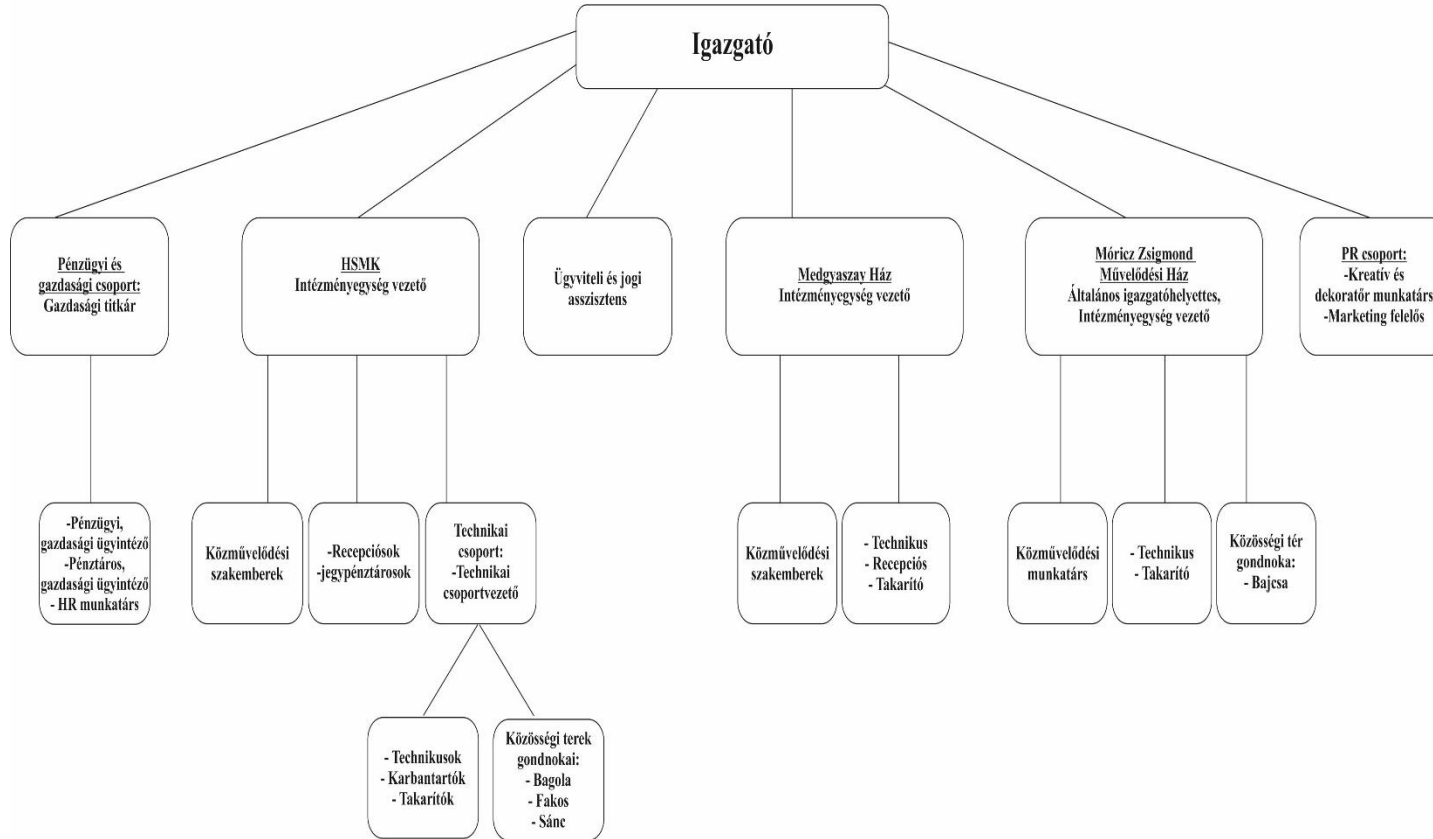 Igazgató
Pénzügyi és
gazdasági csoport:
Gazdasági titkár
HSMK
Intézményegység vezető
Ügyviteli és jogi
asszisztens
Medgyaszay Ház
Intézményegység vezető
Móricz Zsigmond
Művelődési Ház
Általános igazgatóhelyettes,
Intézményegység vezető
PR csoport:
-Kreatív és
dekoratőr munkatárs
-Marketing felelős
-Pénzügyi,
gazdasági ügyintéző
-Pénztáros,
gazdasági ügyintéző
- HR munkatárs
Közművelődési
szakemberek
-Recepciósok
-jegypénztárosok
Technikai
csoport:
-Technikai
csoportvezető
Közművelődési
szakemberek
- Technikus
- Recepciós
- Takarító
Közművelődési
munkatárs
- Technikus
- Takarító
Közösségi tér
gondnoka:
- Bajcsa
- Technikusok
- Karbantartók
- Takarítók
Közösségi terek
gondnokai:
- Bagola
- Fakos
- Sánc